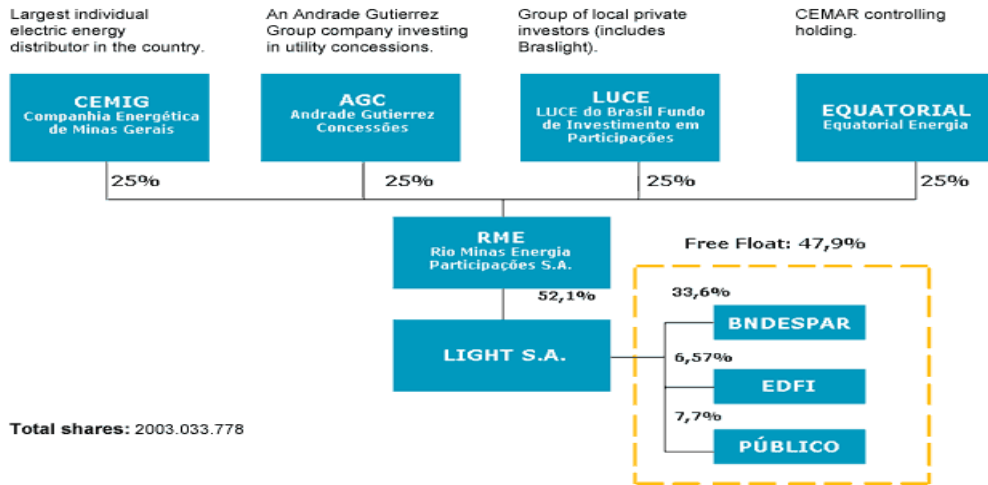 Largest individual
electric energy
distributor in the country.
An Andrade Gutierrez
Group company investing
in utility concessions.
Group of local private
investors (includes
Braslight).
CEMAR controlling
holding.
CEMIG
Companhia Energética
de Minas Gerais
AGC
Andrade Gutierrez
Concessões
LUCE
LUCE do Brasil Fundo
de Investimento em
Participações
EQUATORIAL
Equatorial Energia
25%
25%
25%
25%
RME
Rio Minas Energia
Participações S.A.
Free Float: 47,9%
52,1%
33,6%
BNDESPAR
LIGHT S.A.
6,57%
EDFI
7,7%
PÚBLICO
Total shares: 2003.033.778